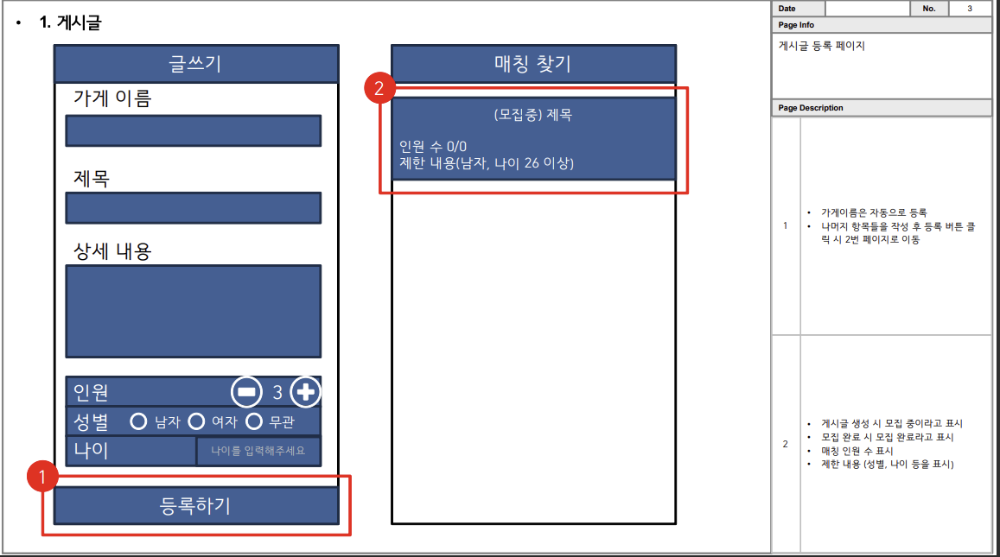 • 1. 게시글
글쓰기
가게 이름
제목
상세 내용
인원 3
성별 남자 여자 무관
나이 나이를 입력해주세요
1
등록하기
매칭 찾기
2
(모집중) 제목
인원 수 0/0
제한 내용(남자, 나이 26 이상)
Date No. 3
Page Info
게시글 등록 페이지
Page Description
1
• 가게이름은 자동으로 등록
• 나머지 항목들을 작성 후 등록 버튼 클
릭 시 2번 페이지로 이동
2
• 게시글 생성 시 모집 중이라고 표시
• 모집 완료 시 모집 완료라고 표시
• 매칭 인원 수 표시
• 제한 내용 (성별, 나이 등을 표시)